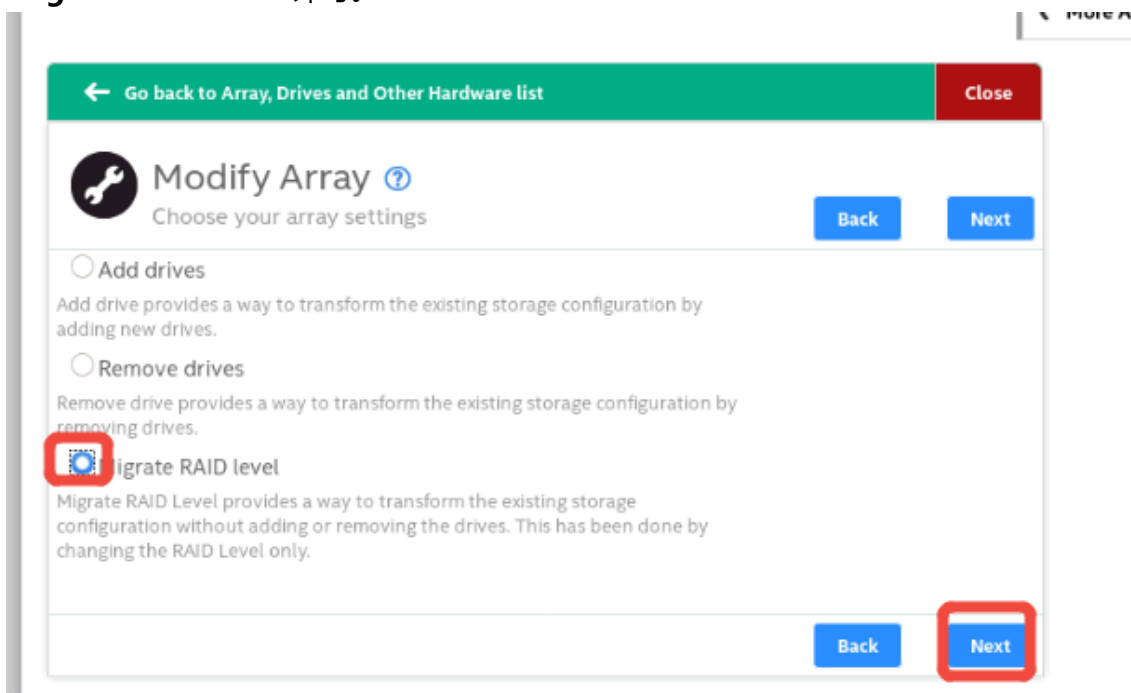 Go back to Array, Drives and Other Hardware list
Close
Modify Array ?
Choose your array settings
Back
Next
Add drives
Add drive provides a way to transform the existing storage configuration by
adding new drives.
Remove drives
Remove drive provides a way to transform the existing storage configuration by
removing drives.
Migrate RAID level
Migrate RAID Level provides a way to transform the existing storage
configuration without adding or removing the drives. This has been done by
changing the RAID Level only.
Back
Next